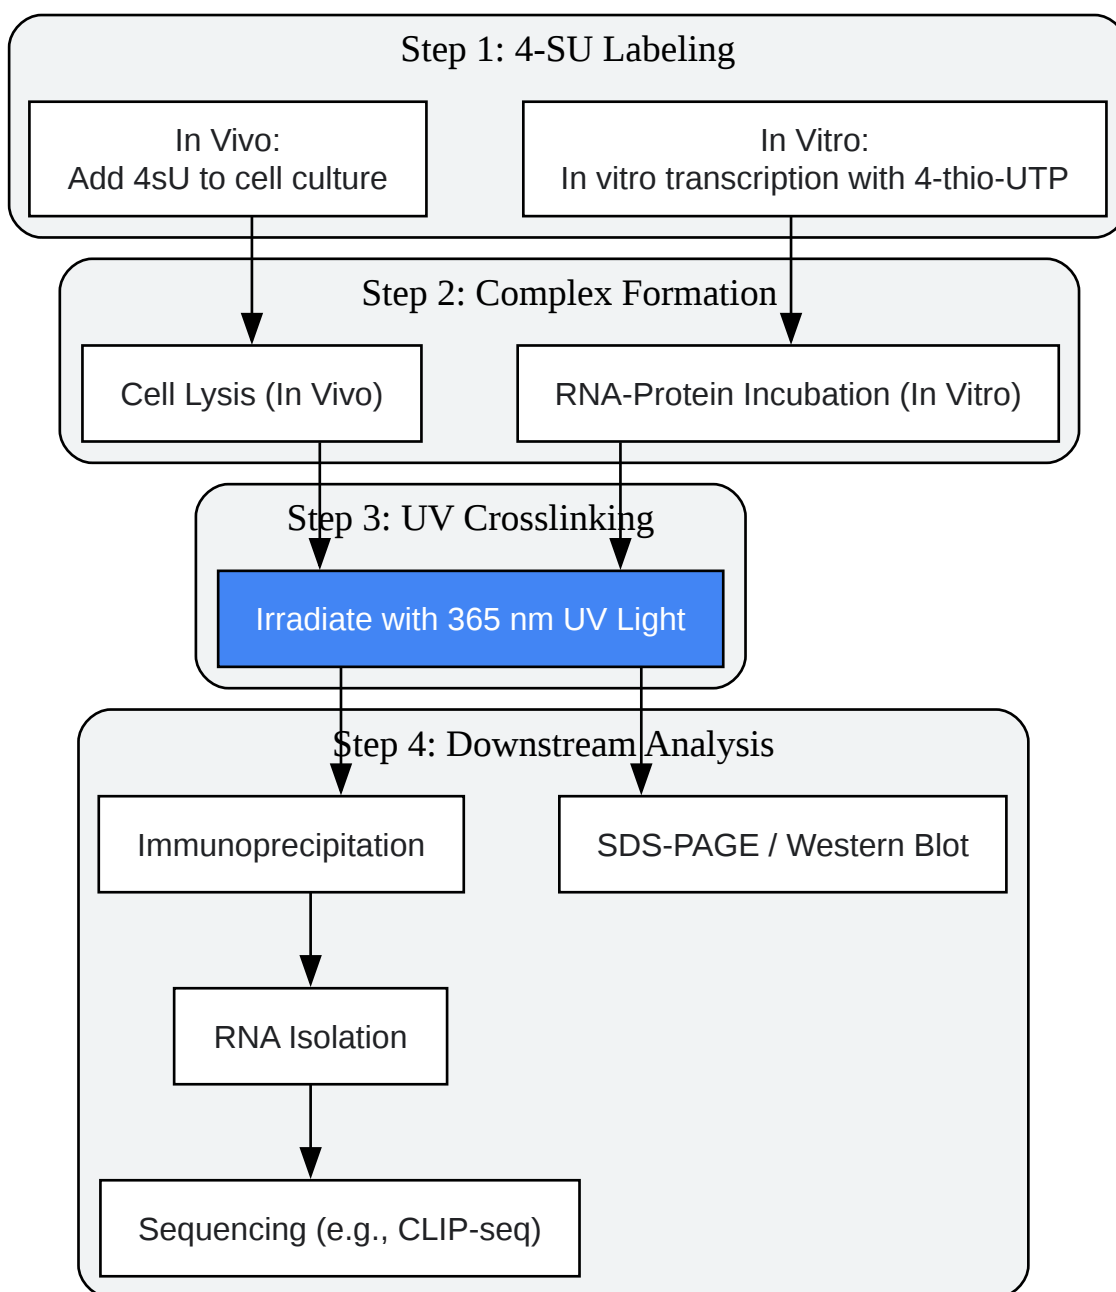 Step 1: 4-SU Labeling
In Vivo:
Add 4sU to cell culture
In Vitro:
In vitro transcription with 4-thio-UTP
Step 2: Complex Formation
Cell Lysis (In Vivo)
RNA-Protein Incubation (In Vitro)
Step 3: UV Crosslinking
Irradiate with 365 nm UV Light
Step 4: Downstream Analysis
Immunoprecipitation
SDS-PAGE / Western Blot
RNA Isolation
Sequencing (e.g., CLIP-seq)